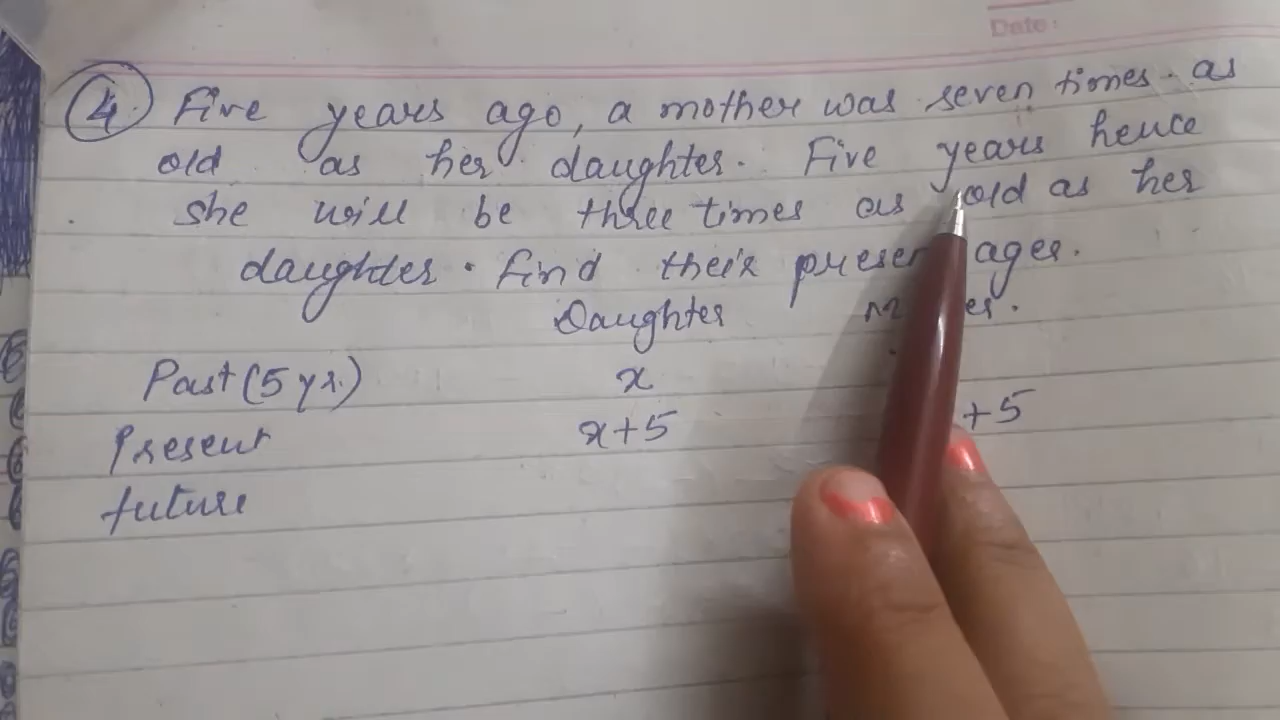 Date:
4. Five years ago, a mother was seven times as
old as her daughter. Five years hence
she will be three times as old as her
daughter. Find their presen ages.
Daughter
Past (5 yr.) x
Present x+5 +5
future